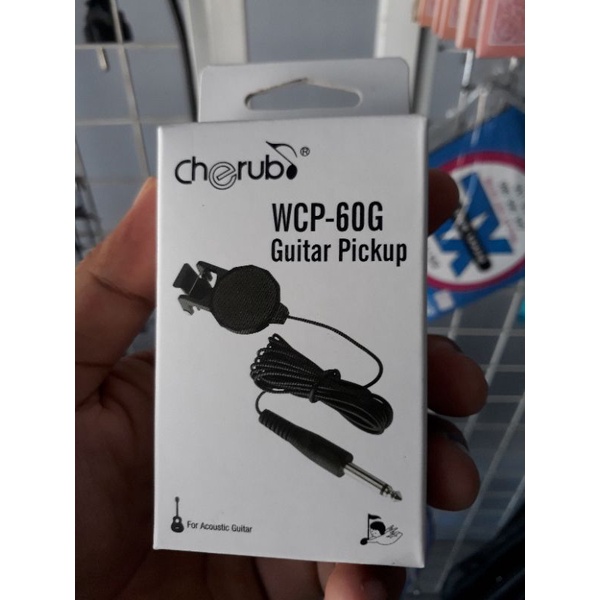 Cherub®
WCP-60G
Guitar Pickup
For Acoustic Guitar